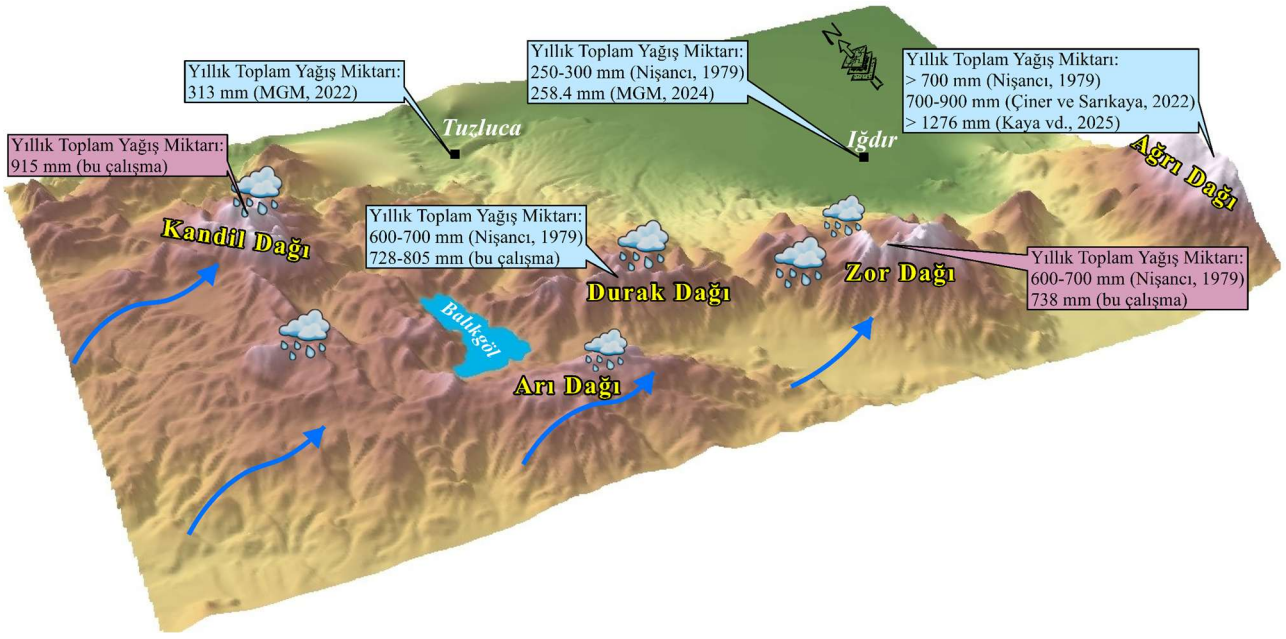 Yıllık Toplam Yağış Miktarı:
313 mm (MGM, 2022)
Yıllık Toplam Yağış Miktarı:
250-300 mm (Nişancı, 1979)
258.4 mm (MGM, 2024)
N
Yıllık Toplam Yağış Miktarı:
> 700 mm (Nişancı, 1979)
700-900 mm (Çiner ve Sarıkaya, 2022)
> 1276 mm (Kaya vd., 2025)
Tuzluca
Iğdır
Ağrı Dağı
Yıllık Toplam Yağış Miktarı:
915 mm (bu çalışma)
Kandil Dağı
Yıllık Toplam Yağış Miktarı:
600-700 mm (Nişancı, 1979)
728-805 mm (bu çalışma)
Durak Dağı
Zor Dağı
Yıllık Toplam Yağış Miktarı:
600-700 mm (Nişancı, 1979)
738 mm (bu çalışma)
Balıkgöl
Arı Dağı